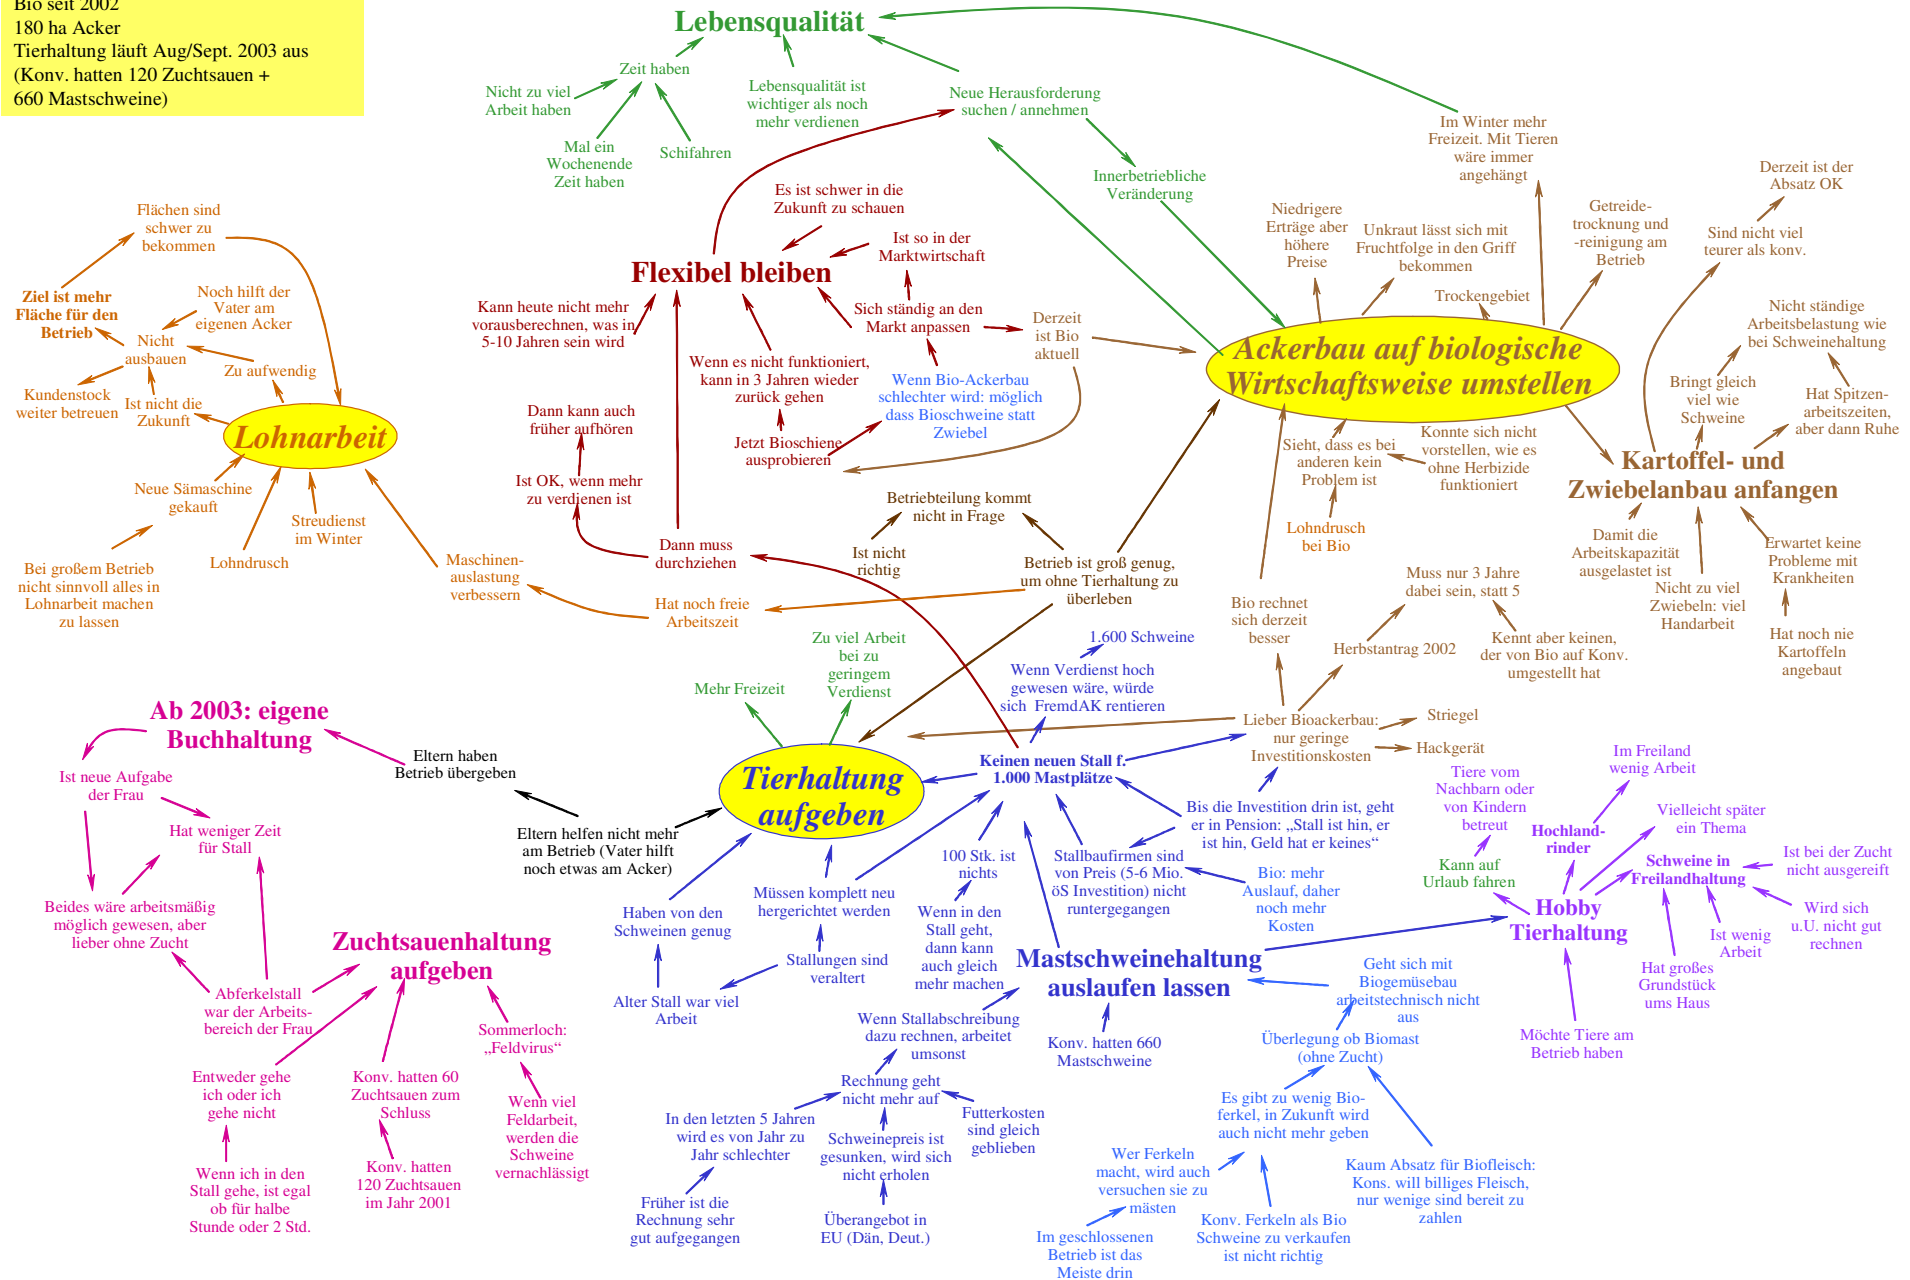 Bio seit 2002
180 ha Acker
Tierhaltung läuft Aug/Sept. 2003 aus
(Konv. hatten 120 Zuchtsauen +
660 Mastschweine)
Lebensqualität
Zeit haben
Nicht zu viel
Arbeit haben
Mal ein
Wochenende
Zeit haben
Schifahren
Lebensqualität ist
wichtiger als noch
mehr verdienen
Neue Herausforderung
suchen / annehmen
Innerbetriebliche
Veränderung
Im Winter mehr
Freizeit. Mit Tieren
wäre immer
angehängt
Derzeit ist der
Absatz OK
Sind nicht viel
teurer als konv.
Getreide-
trocknung und
-reinigung am
Betrieb
Niedrigere
Erträge aber
höhere
Preise
Unkraut lässt sich mit
Fruchtfolge in den Griff
bekommen
Trockengebiet
Nicht ständige
Arbeitsbelastung wie
bei Schweinehaltung
Bringt gleich
viel wie
Schweine
Hat Spitzen-
arbeitszeiten,
aber dann Ruhe
Flächen sind
schwer zu
bekommen
Ziel ist mehr
Fläche für den
Betrieb
Noch hilft der
Vater am
eigenen Acker
Nicht
ausbauen
Zu aufwendig
Kundenstock
weiter betreuen
Ist nicht die
Zukunft
Lohnarbeit
Neue Sämaschine
gekauft
Streudienst
im Winter
Lohndrusch
Bei großem Betrieb
nicht sinnvoll alles in
Lohnarbeit machen
zu lassen
Maschinen-
auslastung
verbessern
Hat noch freie
Arbeitszeit
Es ist schwer in die
Zukunft zu schauen
Ist so in der
Marktwirtschaft
Flexibel bleiben
Kann heute nicht mehr
vorausberechnen, was in
5-10 Jahren sein wird
Sich ständig an den
Markt anpassen
Derzeit
ist Bio
aktuell
Wenn es nicht funktioniert,
kann in 3 Jahren wieder
zurück gehen
Wenn Bio-Ackerbau
schlechter wird: möglich
dass Bioschweine statt
Zwiebel
Jetzt Bioschiene
ausprobieren
Dann kann auch
früher aufhören
Ist OK, wenn mehr
zu verdienen ist
Dann muss
durchziehen
Ackerbau auf biologische
Wirtschaftsweise umstellen
Sieht, dass es bei
anderen kein
Problem ist
Konnte sich nicht
vorstellen, wie es
ohne Herbizide
funktioniert
Lohndrusch
bei Bio
Kartoffel- und
Zwiebelanbau anfangen
Damit die
Arbeitskapazität
ausgelastet ist
Nicht zu viel
Zwiebeln: viel
Handarbeit
Erwartet keine
Probleme mit
Krankheiten
Hat noch nie
Kartoffeln
angebaut
Betriebteilung kommt
nicht in Frage
Ist nicht
richtig
Betrieb ist groß genug,
um ohne Tierhaltung zu
überleben
Bio rechnet
sich derzeit
besser
Muss nur 3 Jahre
dabei sein, statt 5
Herbstantrag 2002
Kennt aber keinen,
der von Bio auf Konv.
umgestellt hat
Lieber Bioackerbau:
nur geringe
Investitionskosten
Striegel
Hackgerät
Zu viel Arbeit
bei zu
geringem
Verdienst
Mehr Freizeit
1.600 Schweine
Wenn Verdienst hoch
gewesen wäre, würde
sich FremdAK rentieren
Keinen neuen Stall f.
1.000 Mastplätze
Tierhaltung
aufgeben
Bis die Investition drin ist, geht
er in Pension: „Stall ist hin, er
ist hin, Geld hat er keines“
Stallbaufirmen sind
von Preis (5-6 Mio.
öS Investition) nicht
runtergegangen
Bio: mehr
Auslauf, daher
noch mehr
Kosten
100 Stk. ist
nichts
Wenn in den
Stall geht,
dann kann
auch gleich
mehr machen
Müssen komplett neu
hergerichtet werden
Haben von den
Schweinen genug
Stallungen sind
veraltert
Alter Stall war viel
Arbeit
Ab 2003: eigene
Buchhaltung
Eltern haben
Betrieb übergeben
Eltern helfen nicht mehr
am Betrieb (Vater hilft
noch etwas am Acker)
Ist neue Aufgabe
der Frau
Hat weniger Zeit
für Stall
Beides wäre arbeitsmäßig
möglich gewesen, aber
lieber ohne Zucht
Abferkelstall
war der Arbeits-
bereich der Frau
Zuchtsauenhaltung
aufgeben
Entweder gehe
ich oder ich
gehe nicht
Wenn ich in den
Stall gehe, ist egal
ob für halbe
Stunde oder 2 Std.
Konv. hatten 60
Zuchtsauen zum
Schluss
Konv. hatten
120 Zuchtsauen
im Jahr 2001
Sommerloch:
„Feldvirus“
Wenn viel
Feldarbeit,
werden die
Schweine
vernachlässigt
Mastschweinehaltung
auslaufen lassen
Wenn Stallabschreibung
dazu rechnen, arbeitet
umsonst
Konv. hatten 660
Mastschweine
Rechnung geht
nicht mehr auf
In den letzten 5 Jahren
wird es von Jahr zu
Jahr schlechter
Früher ist die
Rechnung sehr
gut aufgegangen
Schweinepreis ist
gesunken, wird sich
nicht erholen
Überangebot in
EU (Dän, Deut.)
Futterkosten
sind gleich
geblieben
Geht sich mit
Biogemüsebau
arbeitstechnisch nicht
aus
Überlegung ob Biomast
(ohne Zucht)
Es gibt zu wenig Bio-
ferkel, in Zukunft wird
auch nicht mehr geben
Wer Ferkeln
macht, wird auch
versuchen sie zu
mästen
Im geschlossenen
Betrieb ist das
Meiste drin
Konv. Ferkeln als Bio
Schweine zu verkaufen
ist nicht richtig
Kaum Absatz für Biofleisch:
Kons. will billiges Fleisch,
nur wenige sind bereit zu
zahlen
Tiere vom
Nachbarn oder
von Kindern
betreut
Kann auf
Urlaub fahren
Im Freiland
wenig Arbeit
Hochland-
rinder
Vielleicht später
ein Thema
Schweine in
Freilandhaltung
Ist bei der Zucht
nicht ausgereift
Wird sich
u.U. nicht gut
rechnen
Ist wenig
Arbeit
Hat großes
Grundstück
ums Haus
Hobby
Tierhaltung
Möchte Tiere am
Betrieb haben